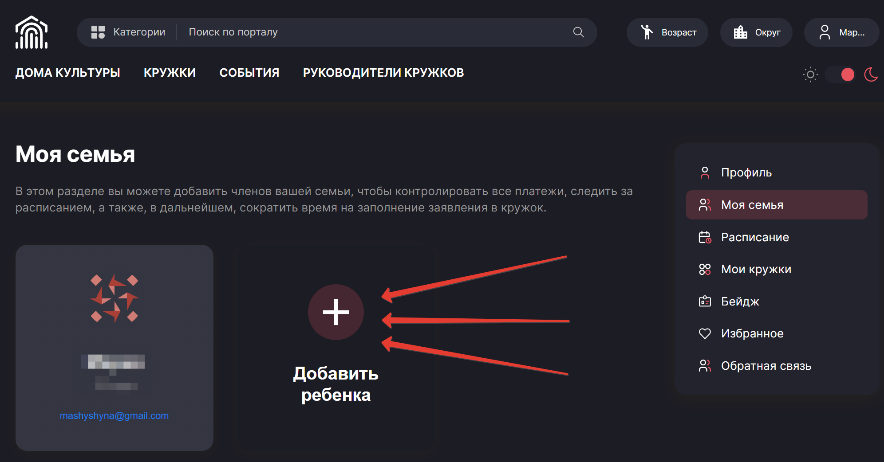 Категории
Поиск по порталу
Возраст
Округ
Мар...
ДОМА КУЛЬТУРЫ
КРУЖКИ
СОБЫТИЯ
РУКОВОДИТЕЛИ КРУЖКОВ
Моя семья
В этом разделе вы можете добавить членов вашей семьи, чтобы контролировать все платежи, следить за
расписанием, а также, в дальнейшем, сократить время на заполнение заявления в кружок.
mashyshyna@gmail.com
Добавить
ребенка
Профиль
Моя семья
Расписание
Мои кружки
Бейдж
Избранное
Обратная связь